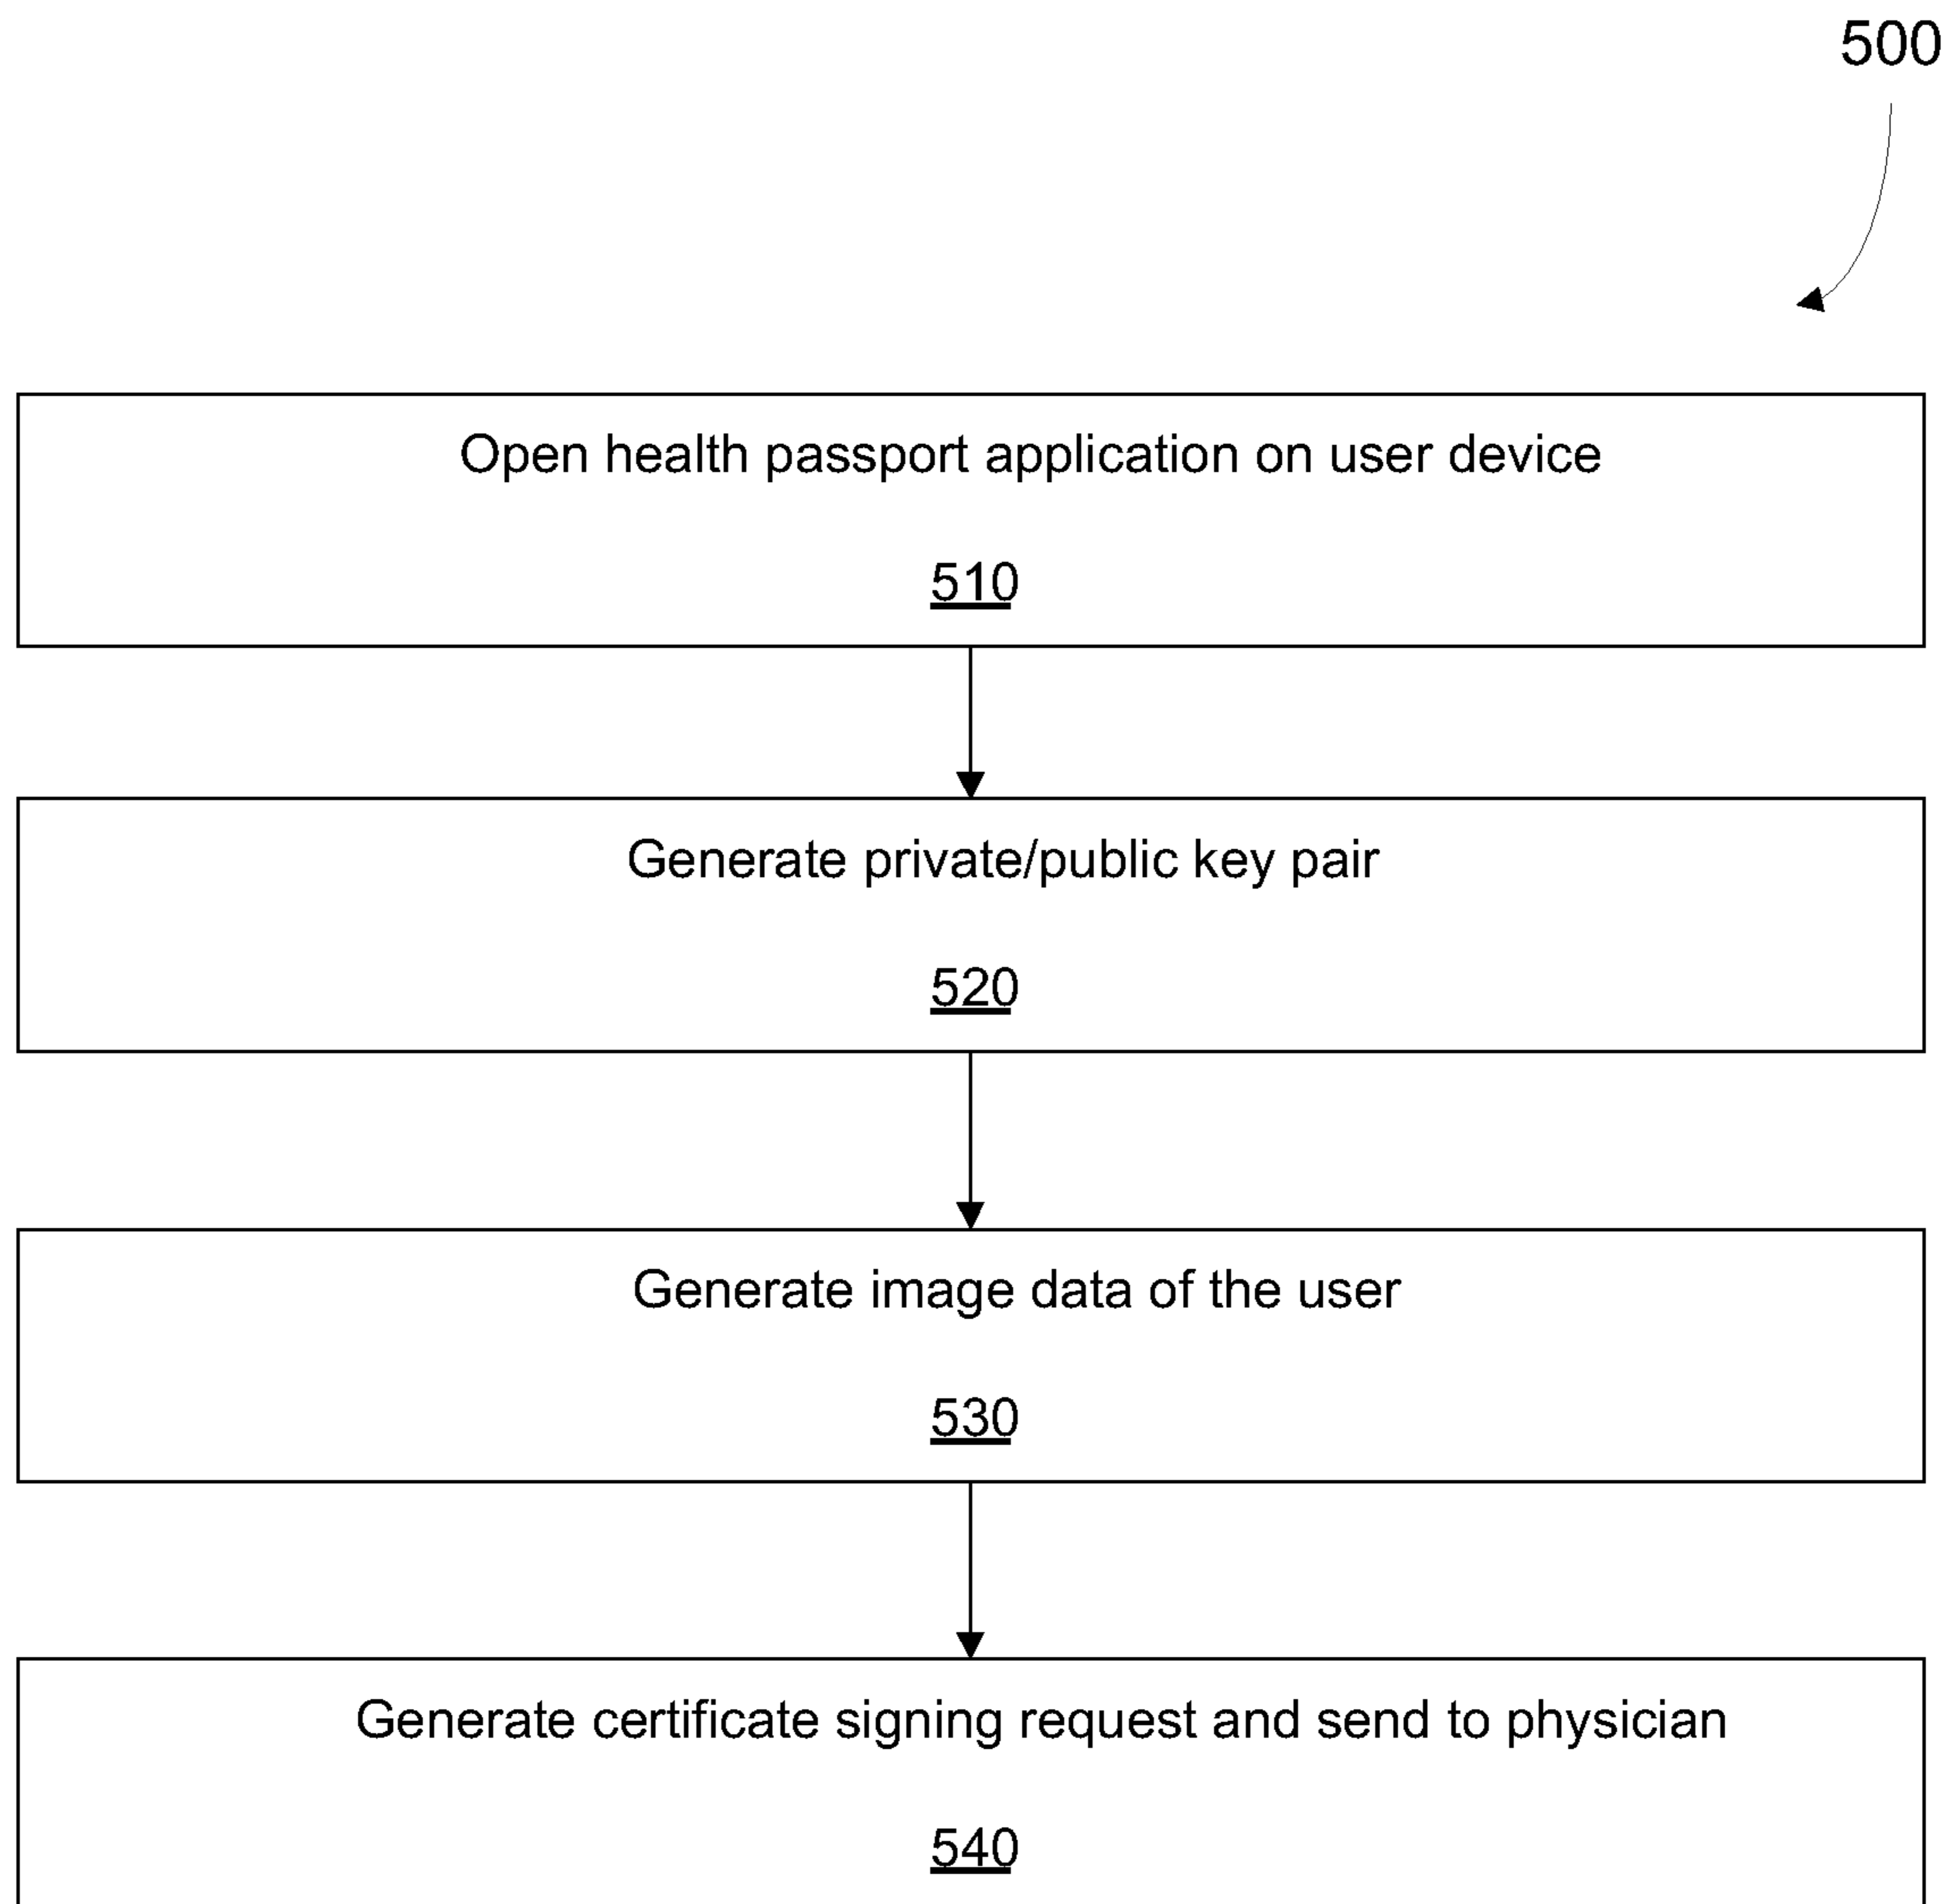 500
Open health passport application on user device
510
Generate private/public key pair
520
Generate image data of the user
530
Generate certificate signing request and send to physician
540